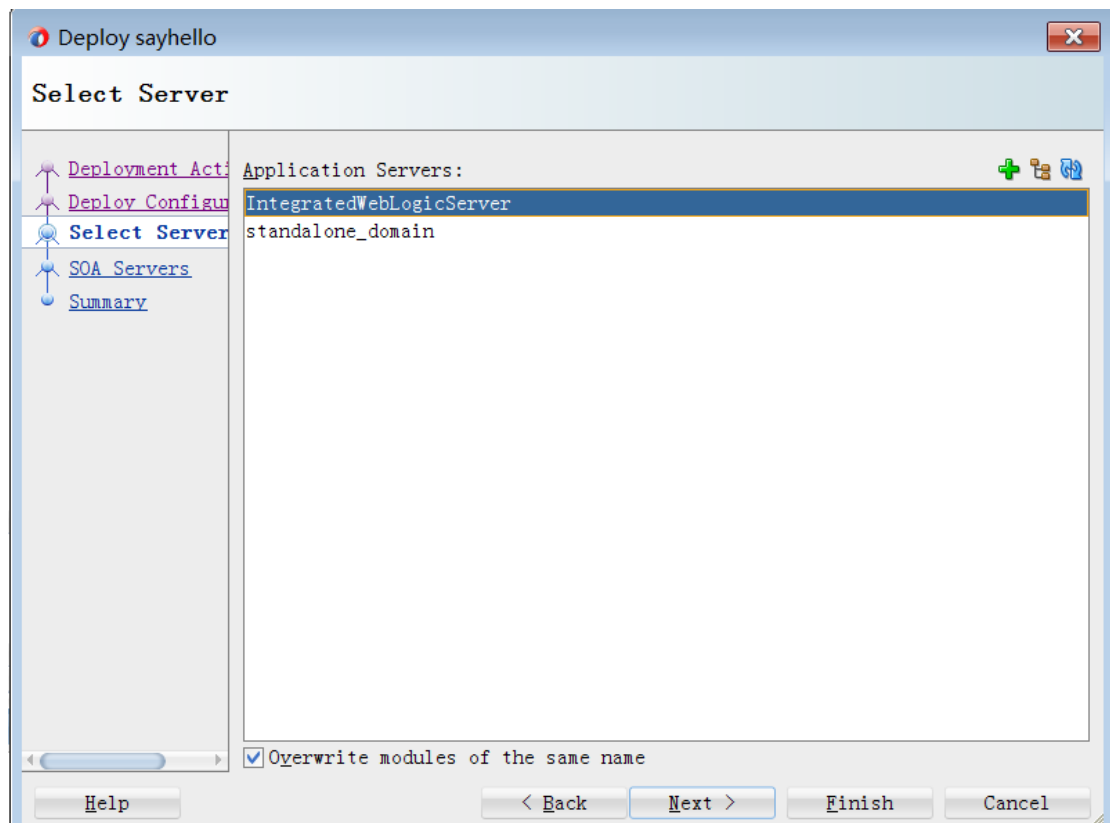 Deploy sayhello
Select Server
Deployment Acti
Deploy Configur
Select Server
SOA Servers
Summary
Application Servers:
IntegratedWebLogicServer
standalone_domain
Overwrite modules of the same name
Help
< Back
Next >
Finish
Cancel